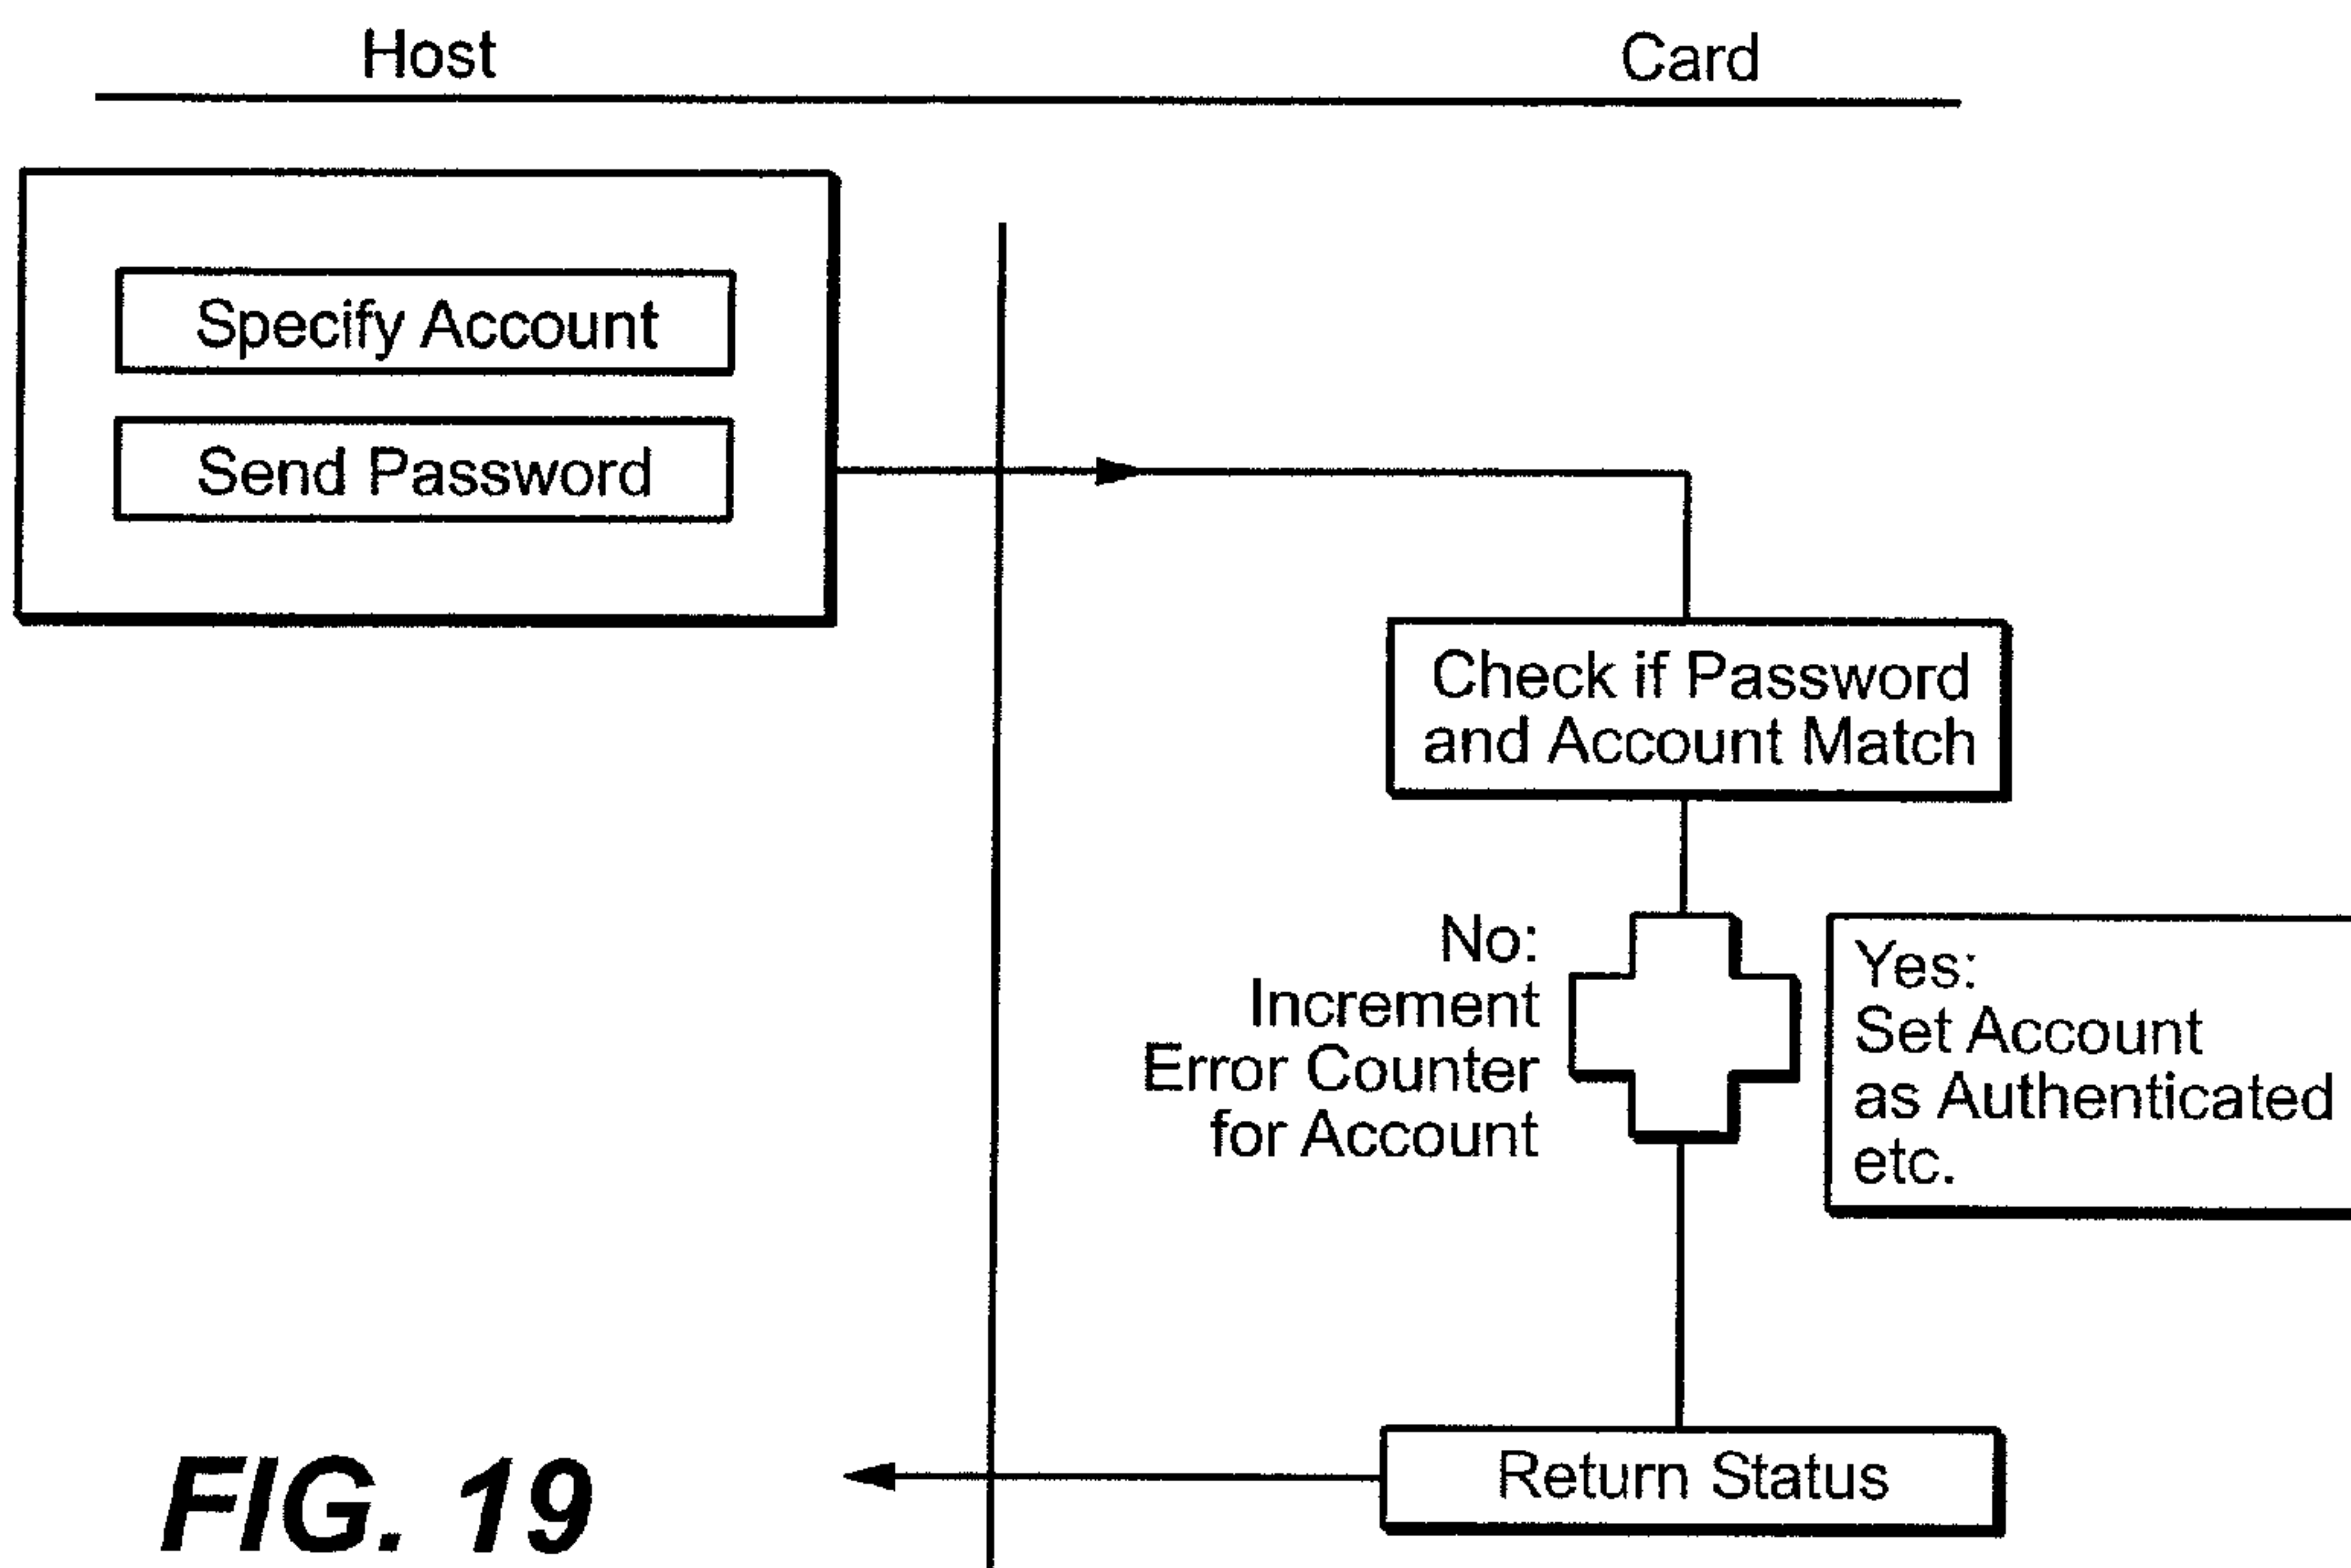 Host
Card
Specify Account
Send Password
Check if Password
and Account Match
No:
Increment
Error Counter
for Account
Yes:
Set Account
as Authenticated
etc.
Return Status
FIG. 19